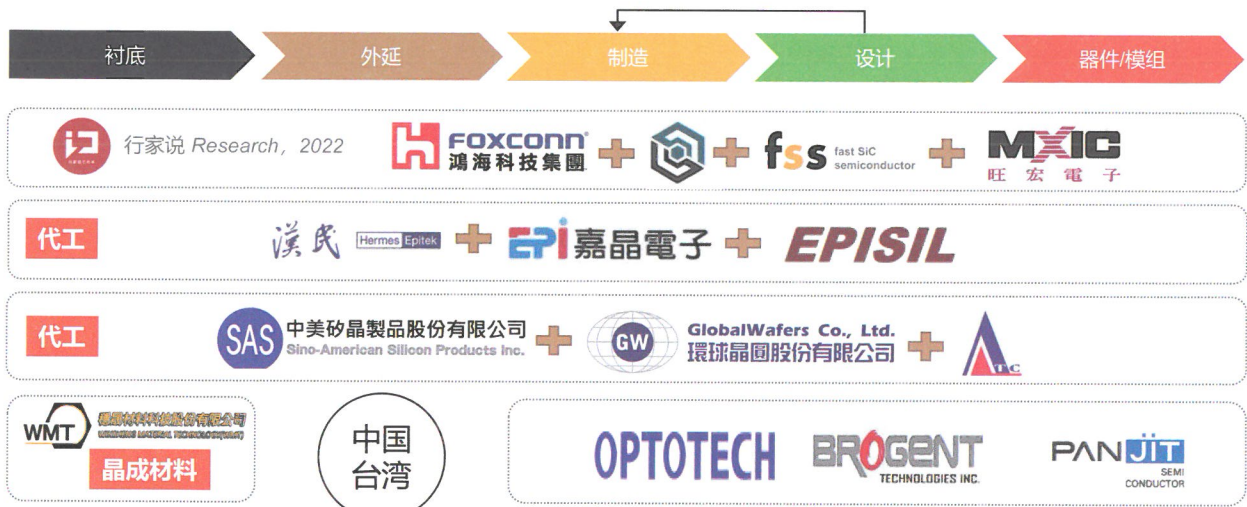 衬底
外延
制造
设计
器件/模组
行家说 Research，2022
FOXCONN
鴻海科技集團
fss
fast SiC
semiconductor
MXIC
旺宏電子
代工
漢民
Hermes Epitek
EPI 嘉晶電子
EPISIL
代工
SAS
中美矽晶製品股份有限公司
Sino-American Silicon Products Inc.
GW
GlobalWafers Co., Ltd.
環球晶圓股份有限公司
ATC
WMT
晶成材料
中国
台湾
OPTOTECH
BROGENT
TECHNOLOGIES INC.
PANJIT
SEMI
CONDUCTOR